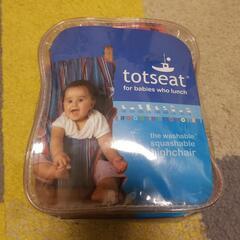 totseat
for babies who lunch
the washable
squashable
highchair